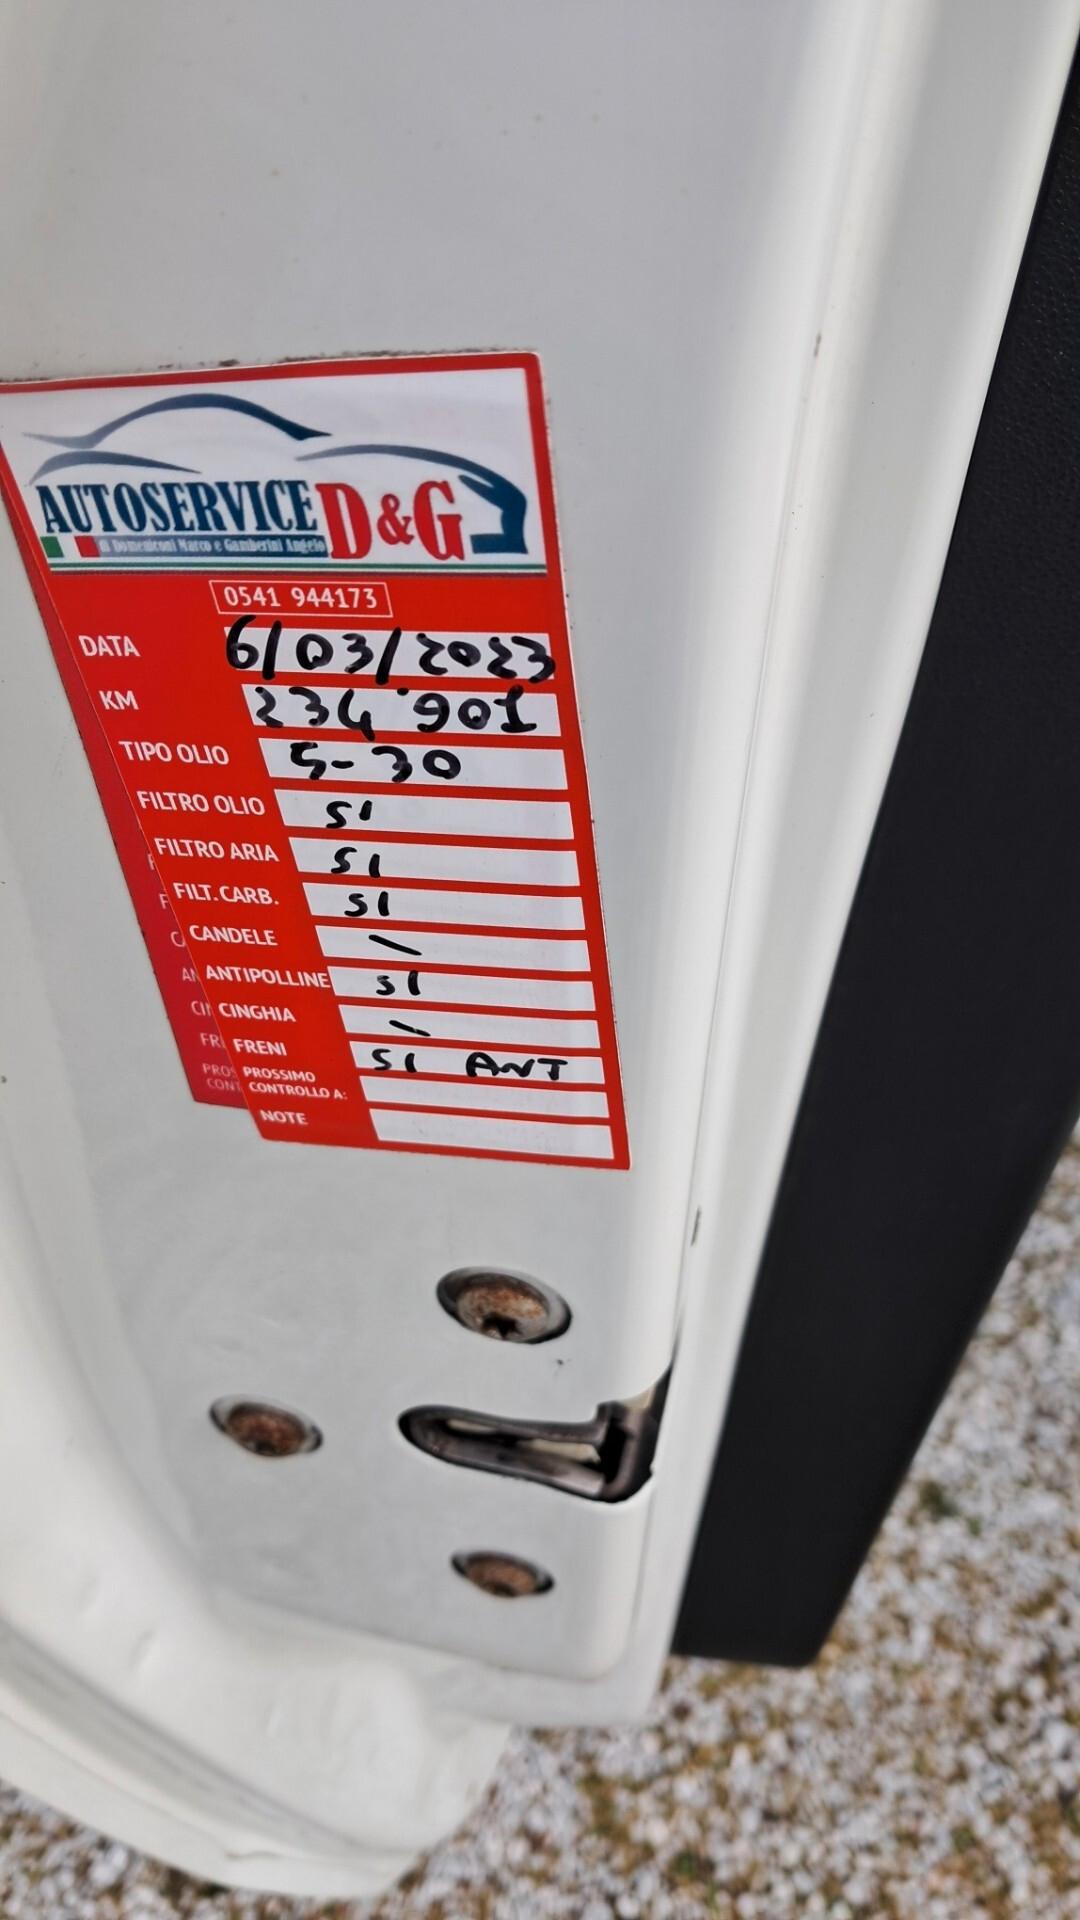 AUTOSERVICE D&G
di Domeniconi Marco e Gamberini Angelo
0541 944173
DATA 6/03/2023
KM 234'901
TIPO OLIO 5-30
FILTRO OLIO SI
FILTRO ARIA SI
FILT.CARB. SI
CANDELE \
ANTIPOLLINE SI
CINGHIA \
FRENI SI ANT
PROSSIMO
CONTROLLO A:
NOTE